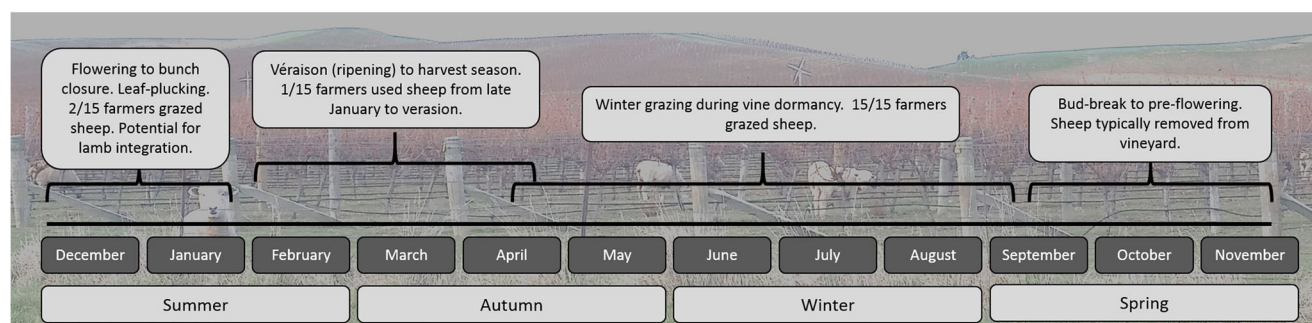 Flowering to bunch
closure. Leaf-plucking.
2/15 farmers grazed
sheep. Potential for
lamb integration.
Véraison (ripening) to harvest season.
1/15 farmers used sheep from late
January to verasion.
Winter grazing during vine dormancy.  15/15 farmers
grazed sheep.
Bud-break to pre-flowering.
Sheep typically removed from
vineyard.
December January February March April May June July August September October November
Summer Autumn Winter Spring